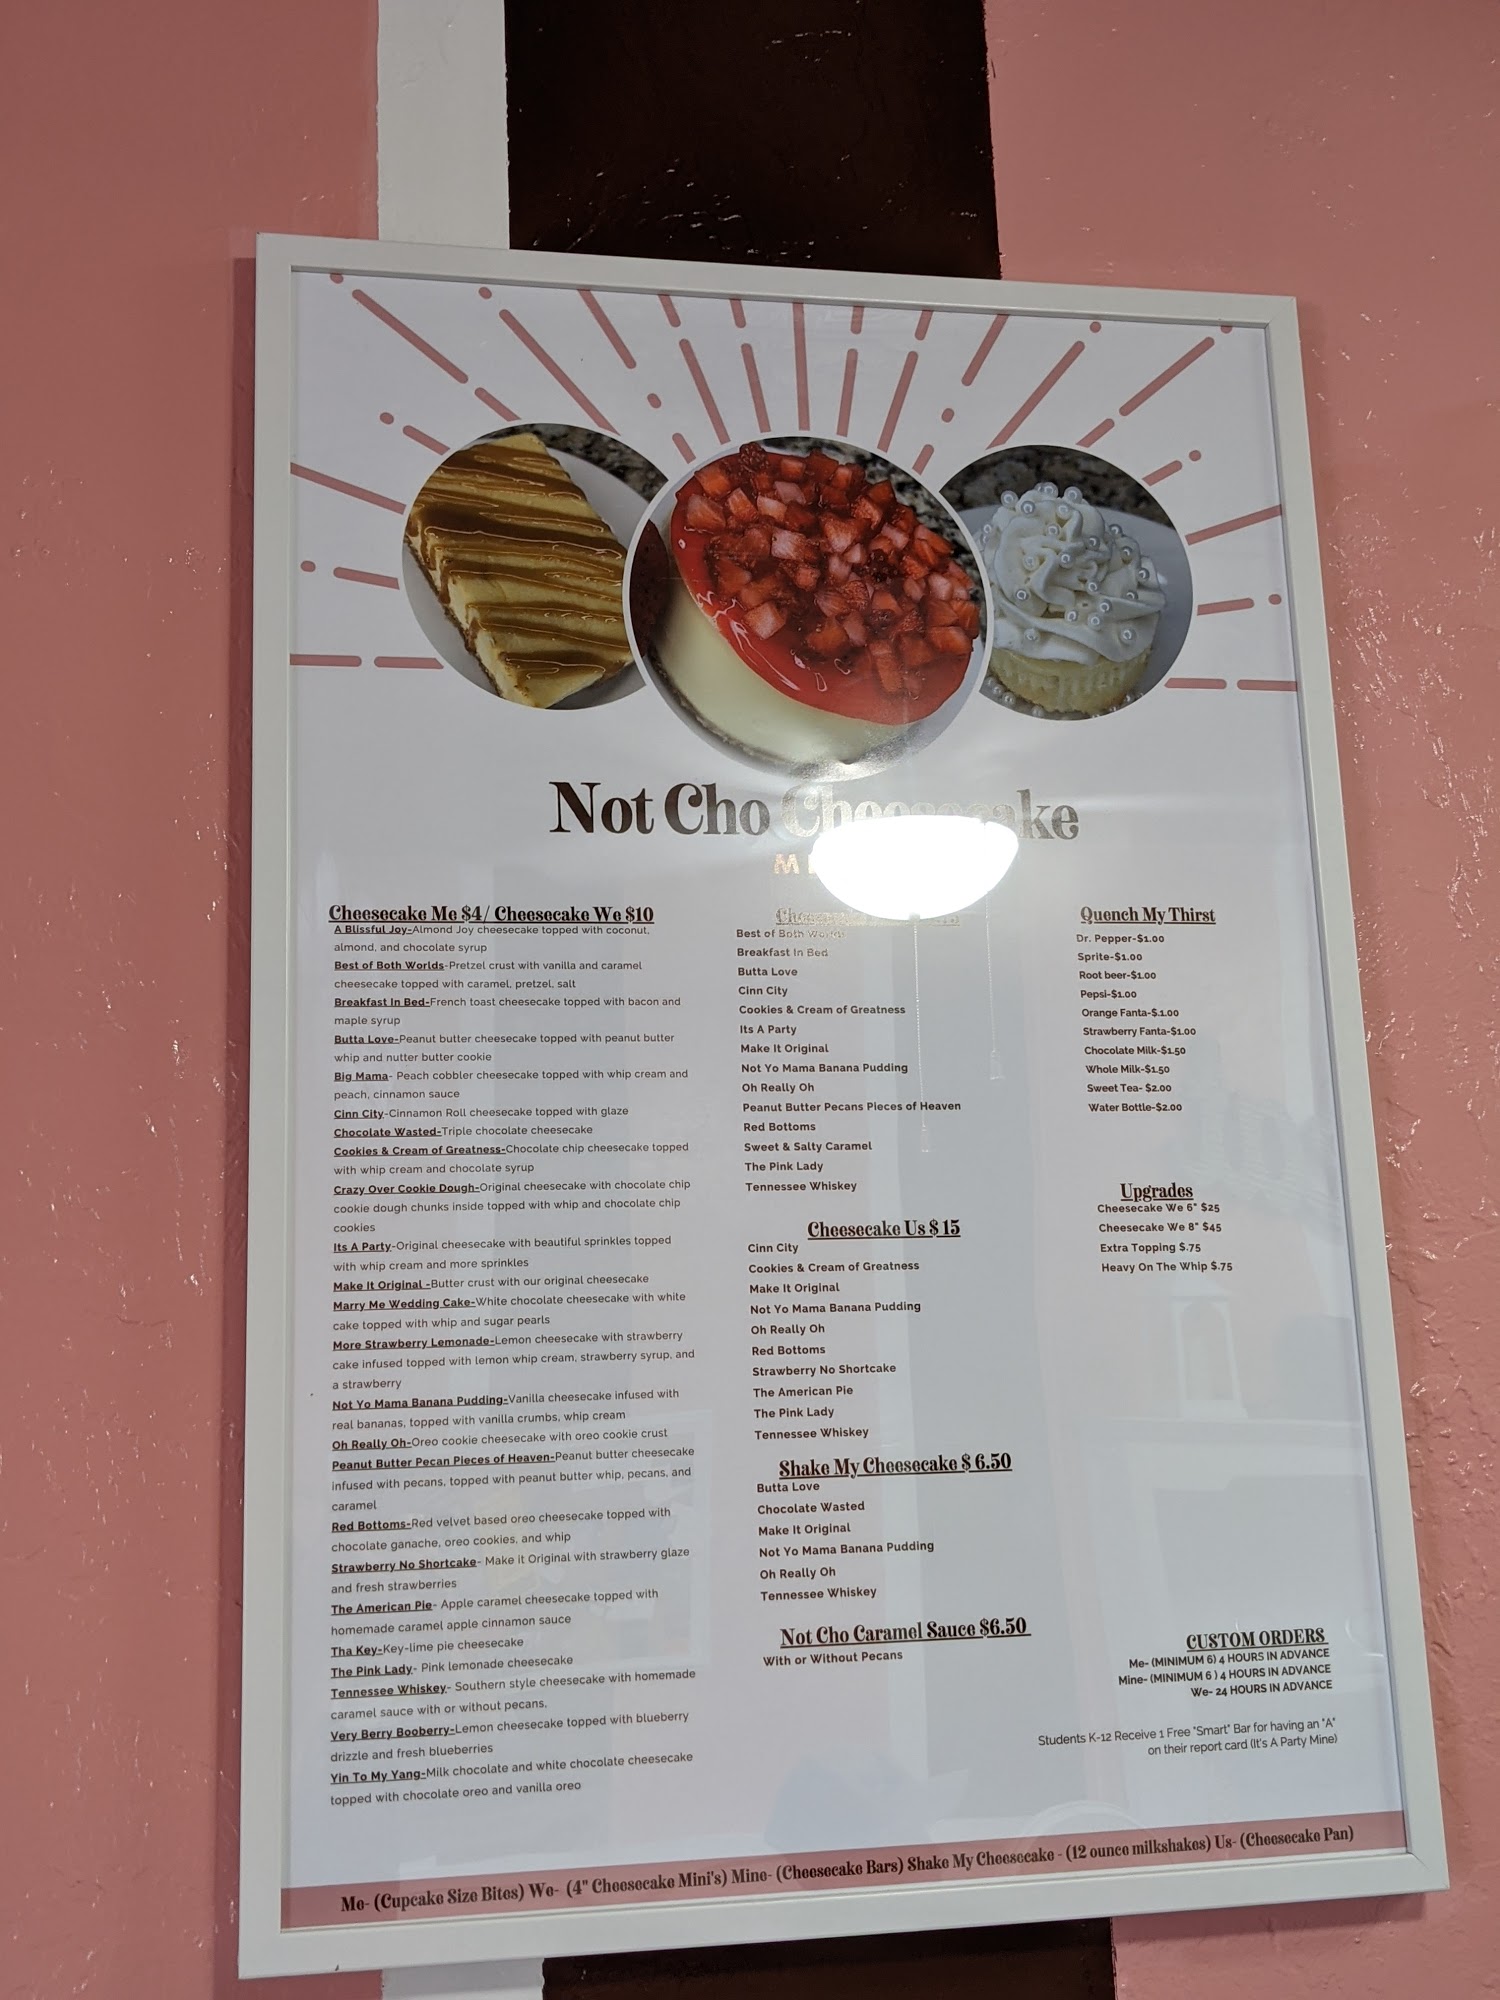 Not Cho Cheesecake
Cheesecake Me $4/ Cheesecake We $10
A Blissful Joy-Almond Joy cheesecake topped with coconut,
almond, and chocolate syrup
Best of Both Worlds-Pretzel crust with vanilla and caramel
cheesecake topped with caramel, pretzel, salt
Breakfast In Bed-French toast cheesecake topped with bacon and
maple syrup
Butta Love-Peanut butter cheesecake topped with peanut butter
whip and nutter butter cookie
Big Mama- Peach cobbler cheesecake topped with whip cream and
peach, cinnamon sauce
Cinn City-Cinnamon Roll cheesecake topped with glaze
Chocolate Wasted-Triple chocolate cheesecake
Cookies & Cream of Greatness-Chocolate chip cheesecake topped
with whip cream and chocolate syrup
Crazy Over Cookie Dough-Original cheesecake with chocolate chip
cookie dough chunks inside topped with whip and chocolate chip
cookies
Its A Party-Original cheesecake with beautiful sprinkles topped
with whip cream and more sprinkles
Make It Original -Butter crust with our original cheesecake
Marry Me Wedding Cake-White chocolate cheesecake with white
cake topped with whip and sugar pearls
More Strawberry Lemonade-Lemon cheesecake with strawberry
cake infused topped with lemon whip cream, strawberry syrup, and
a strawberry
Not Yo Mama Banana Pudding-Vanilla cheesecake infused with
real bananas, topped with vanilla crumbs, whip cream
Oh Really Oh-Oreo cookie cheesecake with oreo cookie crust
Peanut Butter Pecan Pieces of Heaven-Peanut butter cheesecake
infused with pecans, topped with peanut butter whip, pecans, and
caramel
Red Bottoms-Red velvet based oreo cheesecake topped with
chocolate ganache, oreo cookies, and whip
Strawberry No Shortcake- Make it Original with strawberry glaze
and fresh strawberries
The American Pie- Apple caramel cheesecake topped with
homemade caramel apple cinnamon sauce
Tha Key-Key-lime pie cheesecake
The Pink Lady- Pink lemonade cheesecake
Tennessee Whiskey- Southern style cheesecake with homemade
caramel sauce with or without pecans,
Very Berry Booberry-Lemon cheesecake topped with blueberry
drizzle and fresh blueberries
Yin To My Yang-Milk chocolate and white chocolate cheesecake
topped with chocolate oreo and vanilla oreo
Best of Both Worlds
Breakfast In Bed
Butta Love
Cinn City
Cookies & Cream of Greatness
Its A Party
Make It Original
Not Yo Mama Banana Pudding
Oh Really Oh
Peanut Butter Pecans Pieces of Heaven
Red Bottoms
Sweet & Salty Caramel
The Pink Lady
Tennessee Whiskey
Cheesecake Us $ 15
Cinn City
Cookies & Cream of Greatness
Make It Original
Not Yo Mama Banana Pudding
Oh Really Oh
Red Bottoms
Strawberry No Shortcake
The American Pie
The Pink Lady
Tennessee Whiskey
Shake My Cheesecake $ 6.50
Butta Love
Chocolate Wasted
Make It Original
Not Yo Mama Banana Pudding
Oh Really Oh
Tennessee Whiskey
Not Cho Caramel Sauce $6.50
With or Without Pecans
Quench My Thirst
Dr. Pepper-$1.00
Sprite-$1.00
Root beer-$1.00
Pepsi-$1.00
Orange Fanta-$.1.00
Strawberry Fanta-$1.00
Chocolate Milk-$1.50
Whole Milk-$1.50
Sweet Tea- $2.00
Water Bottle-$2.00
Upgrades
Cheesecake We 6" $25
Cheesecake We 8" $45
Extra Topping $.75
Heavy On The Whip $.75
CUSTOM ORDERS
Me- (MINIMUM 6) 4 HOURS IN ADVANCE
Mine- (MINIMUM 6 ) 4 HOURS IN ADVANCE
We- 24 HOURS IN ADVANCE
Students K-12 Receive 1 Free "Smart" Bar for having an "A"
on their report card (It's A Party Mine)
Me- (Cupcake Size Bites) We- (4" Cheesecake Mini's) Mine- (Cheesecake Bars) Shake My Cheesecake - (12 ounce milkshakes) Us- (Cheesecake Pan)